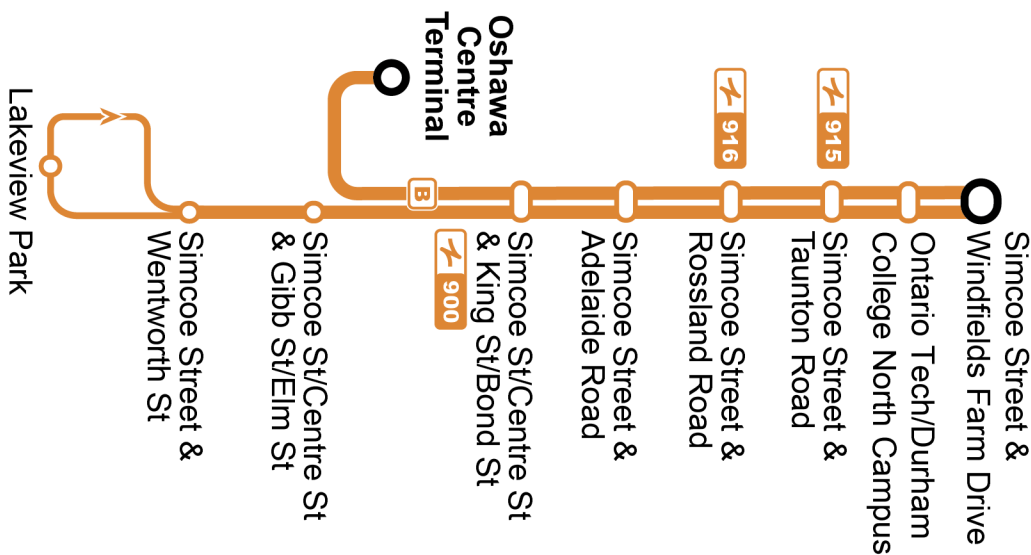 Simcoe Street &
Windfields Farm Drive
Ontario Tech/Durham
College North Campus
915
Simcoe Street &
Taunton Road
916
Simcoe Street &
Rossland Road
Simcoe Street &
Adelaide Road
Simcoe St/Centre St
& King St/Bond St
900
B
Oshawa
Centre
Terminal
Simcoe St/Centre St
& Gibb St/Elm St
Simcoe Street &
Wentworth St
Lakeview Park